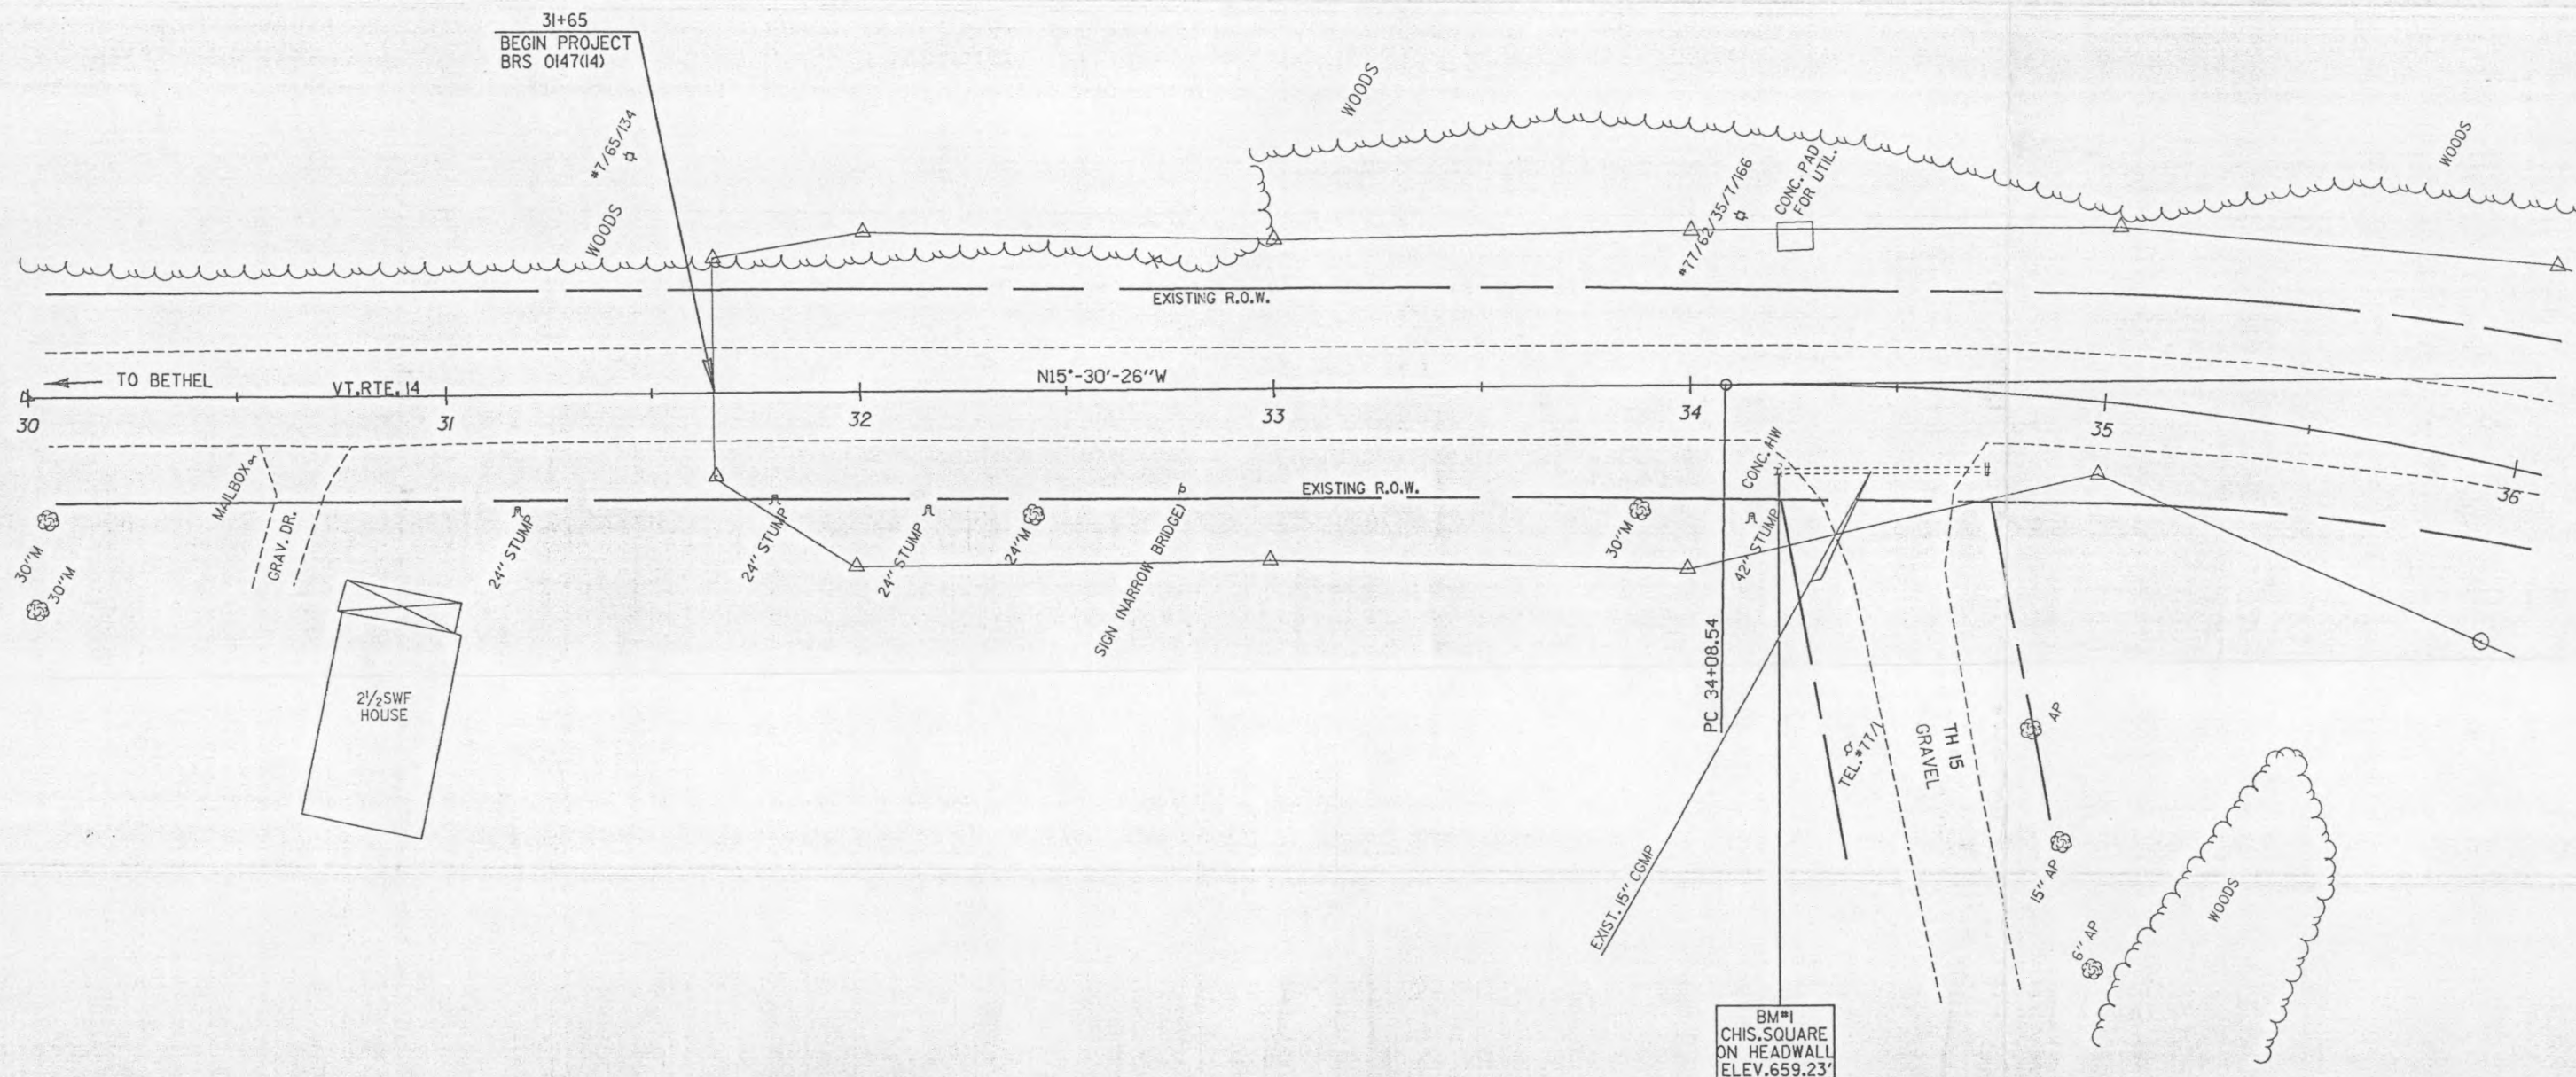 31+65
BEGIN PROJECT
BRS 0147(14)
#7/65/134
WOODS
WOODS
#77/62/35/7/166
CONC. PAD
FOR UTIL.
WOODS
EXISTING R.O.W.
TO BETHEL
VT.RTE.14
N15°-30'-26"W
30
31
32
33
34
35
36
MAILBOX
GRAV. DR.
30"M
30"M
24" STUMP
24" STUMP
24" STUMP
24"M
SIGN (NARROW BRIDGE)
EXISTING R.O.W.
30"M
CONC. HW
42" STUMP
2½SWF
HOUSE
PC 34+08.54
TEL.#77/1
TH 15
GRAVEL
AP
15" AP
6" AP
WOODS
EXIST. 15" CGMP
BM#1
CHIS.SQUARE
ON HEADWALL
ELEV.659.23'